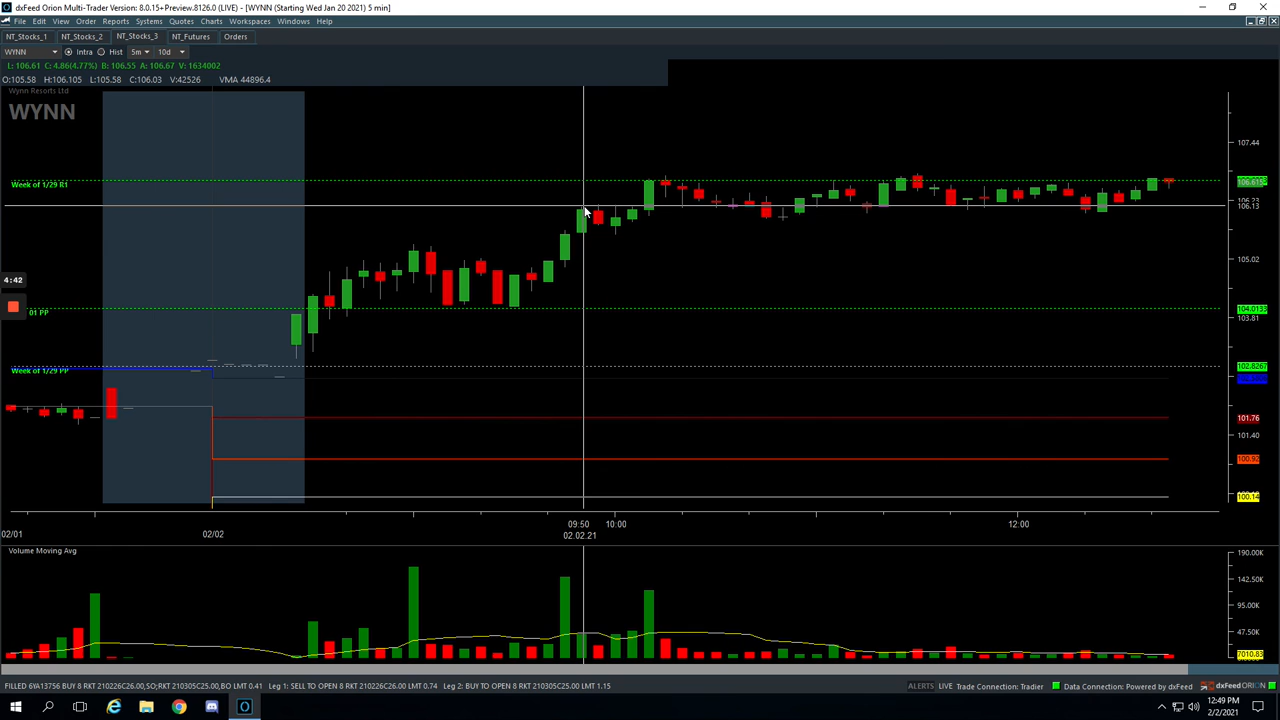 dxFeed Orion Multi-Trader Version: 8.0.15+Preview.8126.0 (LIVE) - [WYNN (Starting Wed Jan 20 2021) 5 min]
File Edit View Order Reports Systems Quotes Charts Workspaces Windows Help
NT_Stocks_1 NT_Stocks_2 NT_Stocks_3 NT_Futures Orders
WYNN Intra Hist 5m 10d
L: 106.61 C: 4.86(4.77%) B: 106.55 A: 106.67 V: 1634002
O:105.58 H:106.105 L:105.58 C:106.03 V:42526 VMA 44896.4
Wynn Resorts Ltd
WYNN
107.44
Week of 1/29 R1
106.23
106.13
105.02
4:42
01 PP
104.0133
103.81
Week of 1/29 PP
102.8267
101.76
101.40
100.92
100.14
09:50 10:00 12:00
02/01 02/02 02.02.21
Volume Moving Avg
190.00K
142.50K
95.00K
47.50K
7010.83
FILLED 6YA13756 BUY 8 RKT 210226C26.00,SO;RKT 210305C25.00,BO LMT 0.41 Leg 1: SELL TO OPEN 8 RKT 210226C26.00 LMT 0.74 Leg 2: BUY TO OPEN 8 RKT 210305C25.00 LMT 1.15
ALERTS LIVE Trade Connection: Tradier Data Connection: Powered by dxFeed dxFeed ORION
12:49 PM
2/2/2021